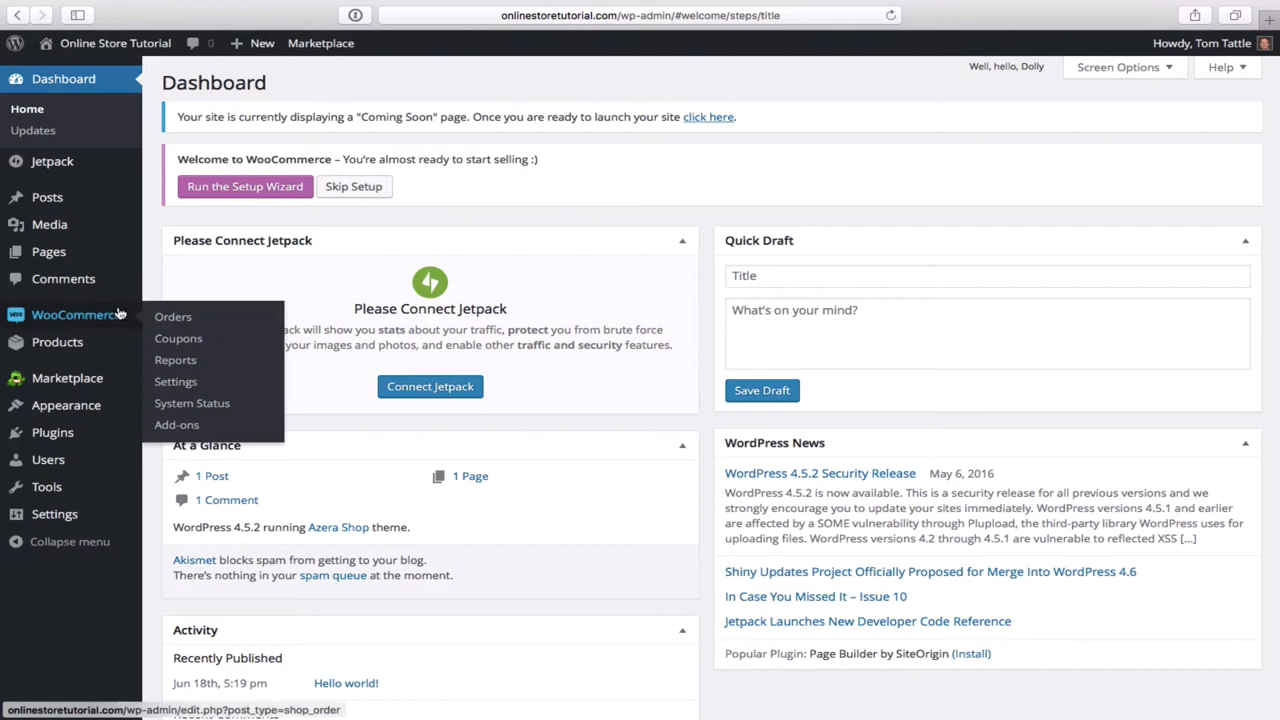 onlinestoretutorial.com/wp-admin/#welcome/steps/title
Online Store Tutorial 0 New Marketplace Howdy, Tom Tattle
Dashboard
Home
Updates
Jetpack
Posts
Media
Pages
Comments
WooCommerce
Products
Marketplace
Appearance
Plugins
Users
Tools
Settings
Collapse menu
Orders
Coupons
Reports
Settings
System Status
Add-ons
Dashboard
Well, hello, Dolly
Screen Options
Help
Your site is currently displaying a "Coming Soon" page. Once you are ready to launch your site click here.
Welcome to WooCommerce – You're almost ready to start selling :)
Run the Setup Wizard Skip Setup
Please Connect Jetpack
Please Connect Jetpack
ack will show you stats about your traffic, protect you from brute force
your images and photos, and enable other traffic and security features.
Connect Jetpack
At a Glance
1 Post 1 Page
1 Comment
WordPress 4.5.2 running Azera Shop theme.
Akismet blocks spam from getting to your blog.
There's nothing in your spam queue at the moment.
Activity
Recently Published
Jun 18th, 5:19 pm Hello world!
Quick Draft
Title
What's on your mind?
Save Draft
WordPress News
WordPress 4.5.2 Security Release May 6, 2016
WordPress 4.5.2 is now available. This is a security release for all previous versions and we
strongly encourage you to update your sites immediately. WordPress versions 4.5.1 and earlier
are affected by a SOME vulnerability through Plupload, the third-party library WordPress uses for
uploading files. WordPress versions 4.2 through 4.5.1 are vulnerable to reflected XSS [...]
Shiny Updates Project Officially Proposed for Merge Into WordPress 4.6
In Case You Missed It – Issue 10
Jetpack Launches New Developer Code Reference
Popular Plugin: Page Builder by SiteOrigin (Install)
onlinestoretutorial.com/wp-admin/edit.php?post_type=shop_order